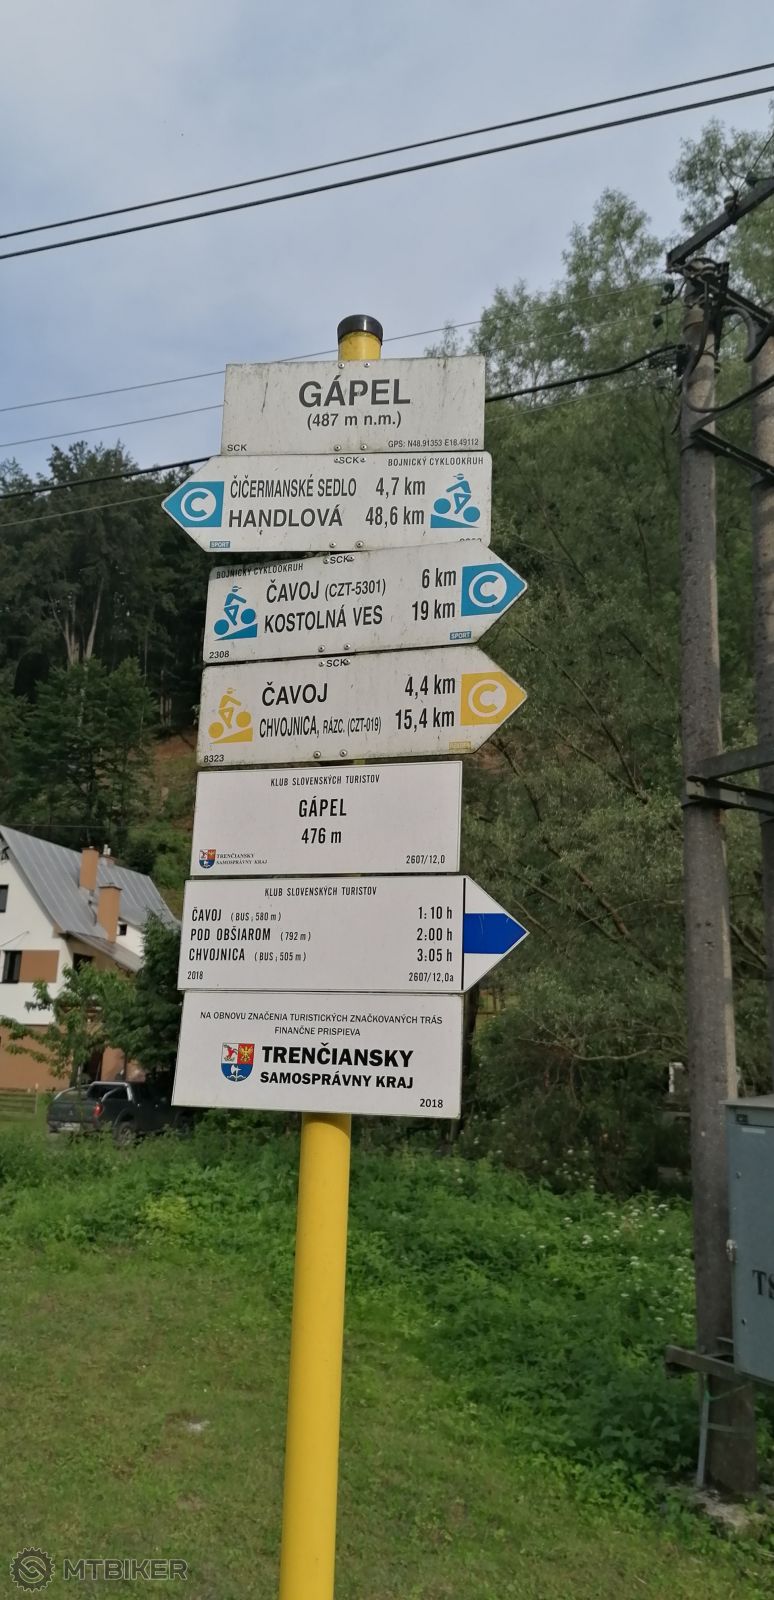 GÁPEL
(487 m n.m.)
SCK GPS: N48.91353 E18.49112
SCK BOJNICKÝ CYKLOOKRUH
C ČIČERMANSKÉ SEDLO 4,7 km
HANDLOVÁ 48,6 km
SPORT
BOJNICKÝ CYKLOOKRUH SCK
ČAVOJ (CZT-5301) 6 km C
KOSTOLNÁ VES 19 km
2308 SPORT
SCK
ČAVOJ 4,4 km C
CHVOJNICA, RÁZC. (CZT-019) 15,4 km
8323
KLUB SLOVENSKÝCH TURISTOV
GÁPEL
476 m
TRENČIANSKY
SAMOSPRÁVNY KRAJ 2607/12,0
KLUB SLOVENSKÝCH TURISTOV
ČAVOJ (BUS; 580 m) 1:10 h
POD OBŠIAROM (792 m) 2:00 h
CHVOJNICA (BUS; 505 m) 3:05 h
2018 2607/12,0a
NA OBNOVU ZNAČENIA TURISTICKÝCH ZNAČKOVANÝCH TRÁS
FINANČNE PRISPIEVA
TRENČIANSKY
SAMOSPRÁVNY KRAJ
2018
TS
MTBIKER